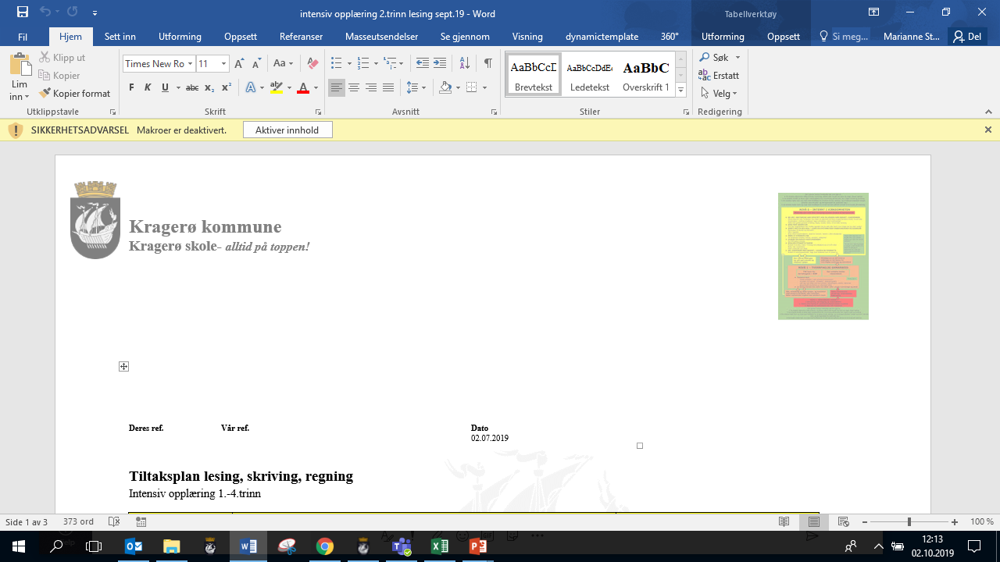 intensiv opplæring 2.trinn lesing sept.19 - Word
Tabellverktøy
Fil Hjem Sett inn Utforming Oppsett Referanser Masseutsendelser Se gjennom Visning dynamictemplate 360° Utforming Oppsett Si meg... Marianne St... Del
Lim inn
Klipp ut
Kopier
Kopier format
Utklippstavle
Times New Ro 11
F K U abc x₂ x²
Skrift
Avsnitt
AaBbCcI AaBbCcDdEe AaBbC
Brevtekst Ledetekst Overskrift 1
Stiler
Søk
Erstatt
Velg
Redigering
SIKKERHETSADVARSEL Makroer er deaktivert. Aktiver innhold
Kragerø kommune
Kragerø skole- alltid på toppen!
Deres ref. Vår ref. Dato
02.07.2019
Tiltaksplan lesing, skriving, regning
Intensiv opplæring 1.-4.trinn
Side 1 av 3 373 ord 100 %
12:13
02.10.2019